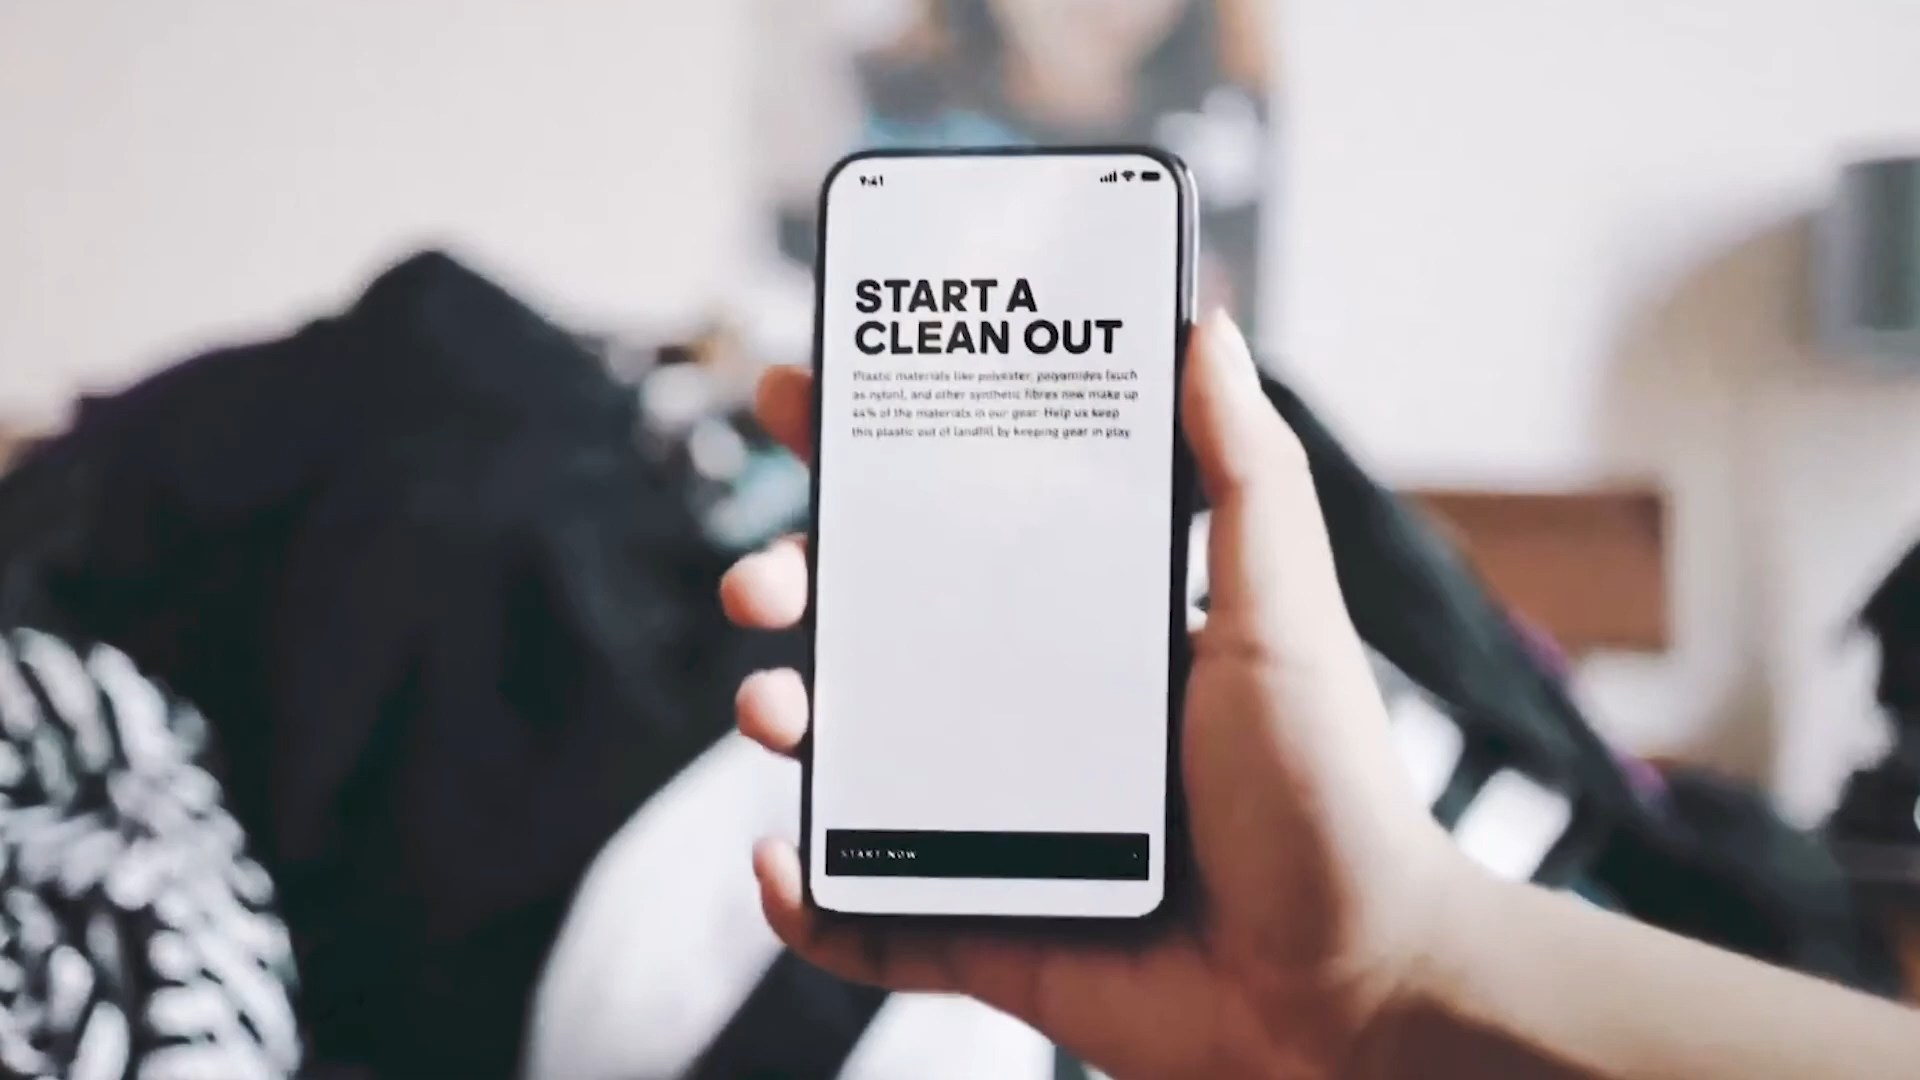 9:41
START A
CLEAN OUT
Plastic materials like polyester, polyamides (such
as nylon), and other synthetic fibres now make up
44% of the materials in our gear. Help us keep
this plastic out of landfill by keeping gear in play.
START NOW